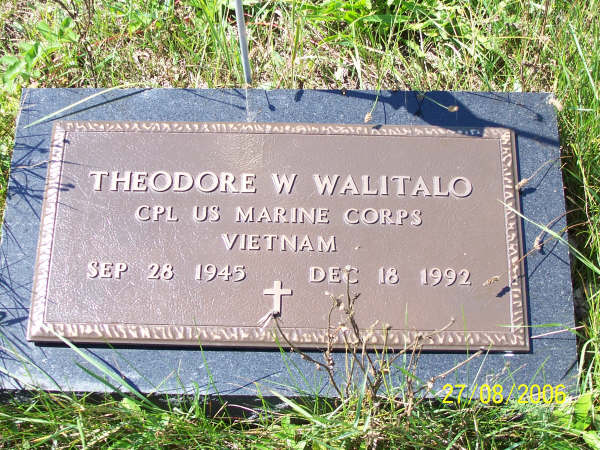 THEODORE W WALITALO
CPL US MARINE CORPS
VIETNAM
SEP 28 1945 DEC 18 1992
27/08/2006